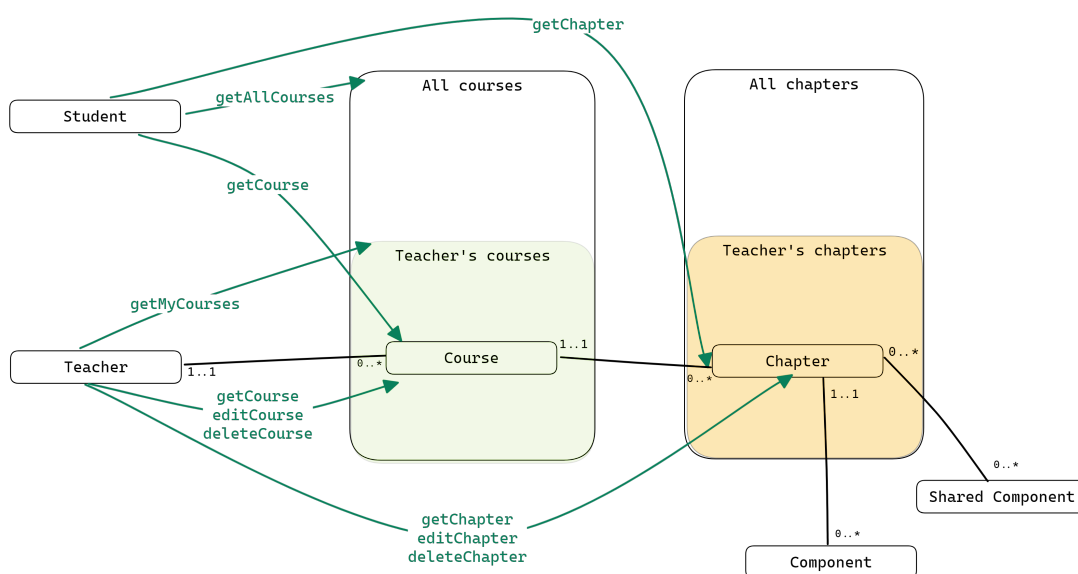 getChapter
All courses
All chapters
getAllCourses
Student
getCourse
Teacher's courses
Teacher's chapters
getMyCourses
Teacher
1..1
0..*
Course
1..1
0..*
Chapter
0..*
1..1
getCourse
editCourse
deleteCourse
0..*
Shared Component
getChapter
editChapter
deleteChapter
0..*
Component